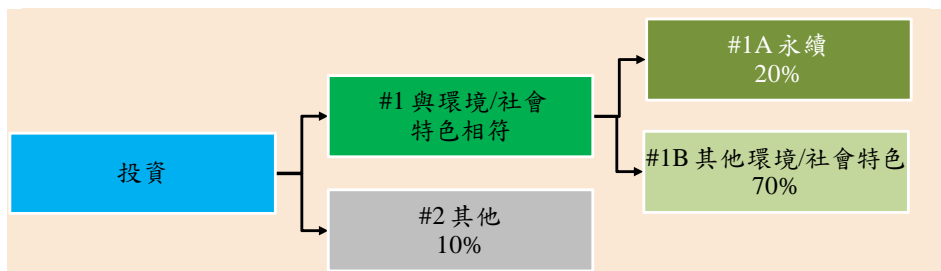 投資
#1 與環境/社會
特色相符
#2 其他
10%
#1A 永續
20%
#1B 其他環境/社會特色
70%